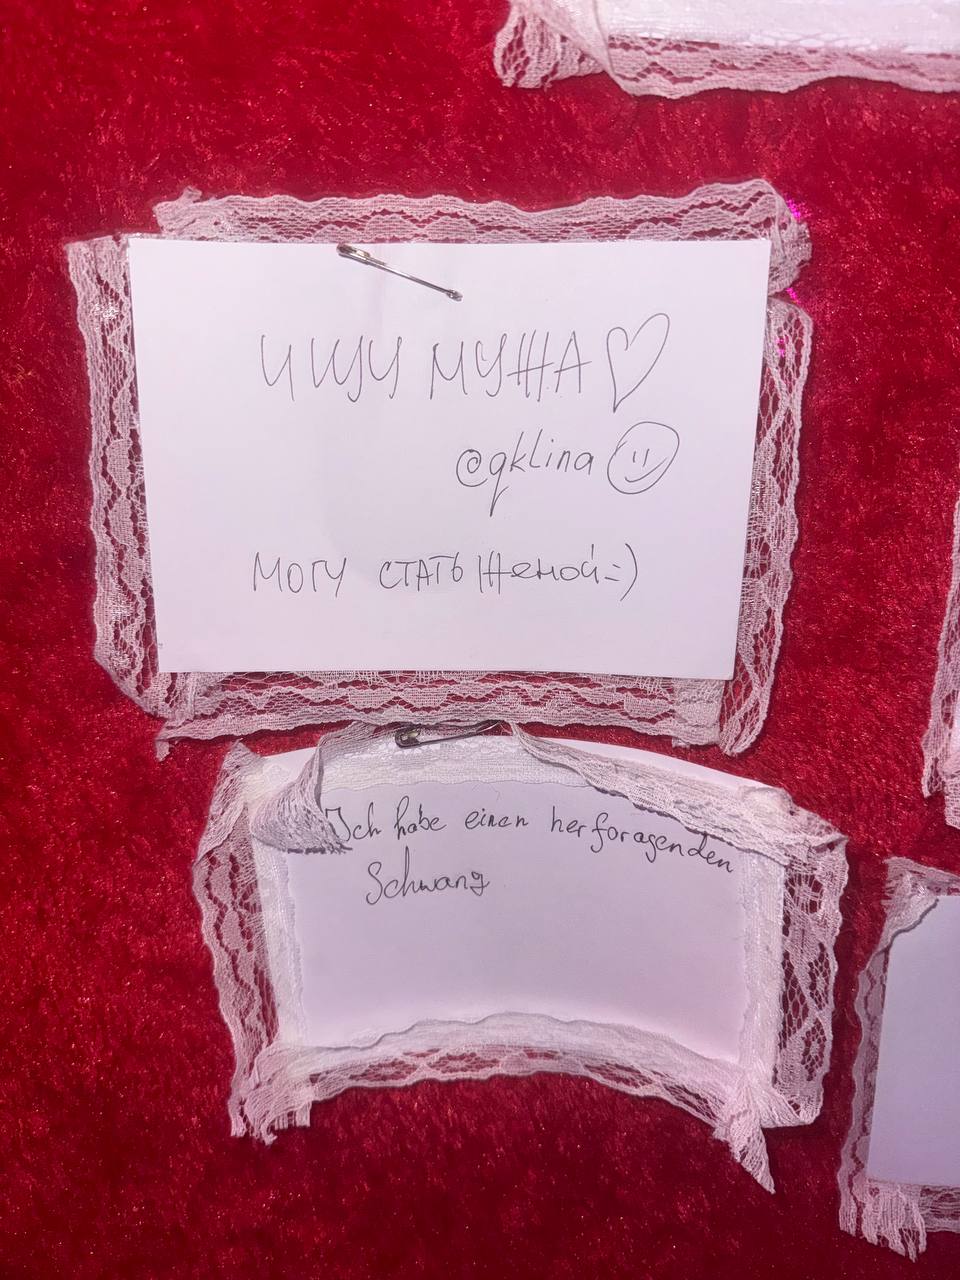 ИЩУ МУЖА♡
@qklina
МОГУ СТАТЬ Женой=)
Ich habe einen herforagenden
Schwanz